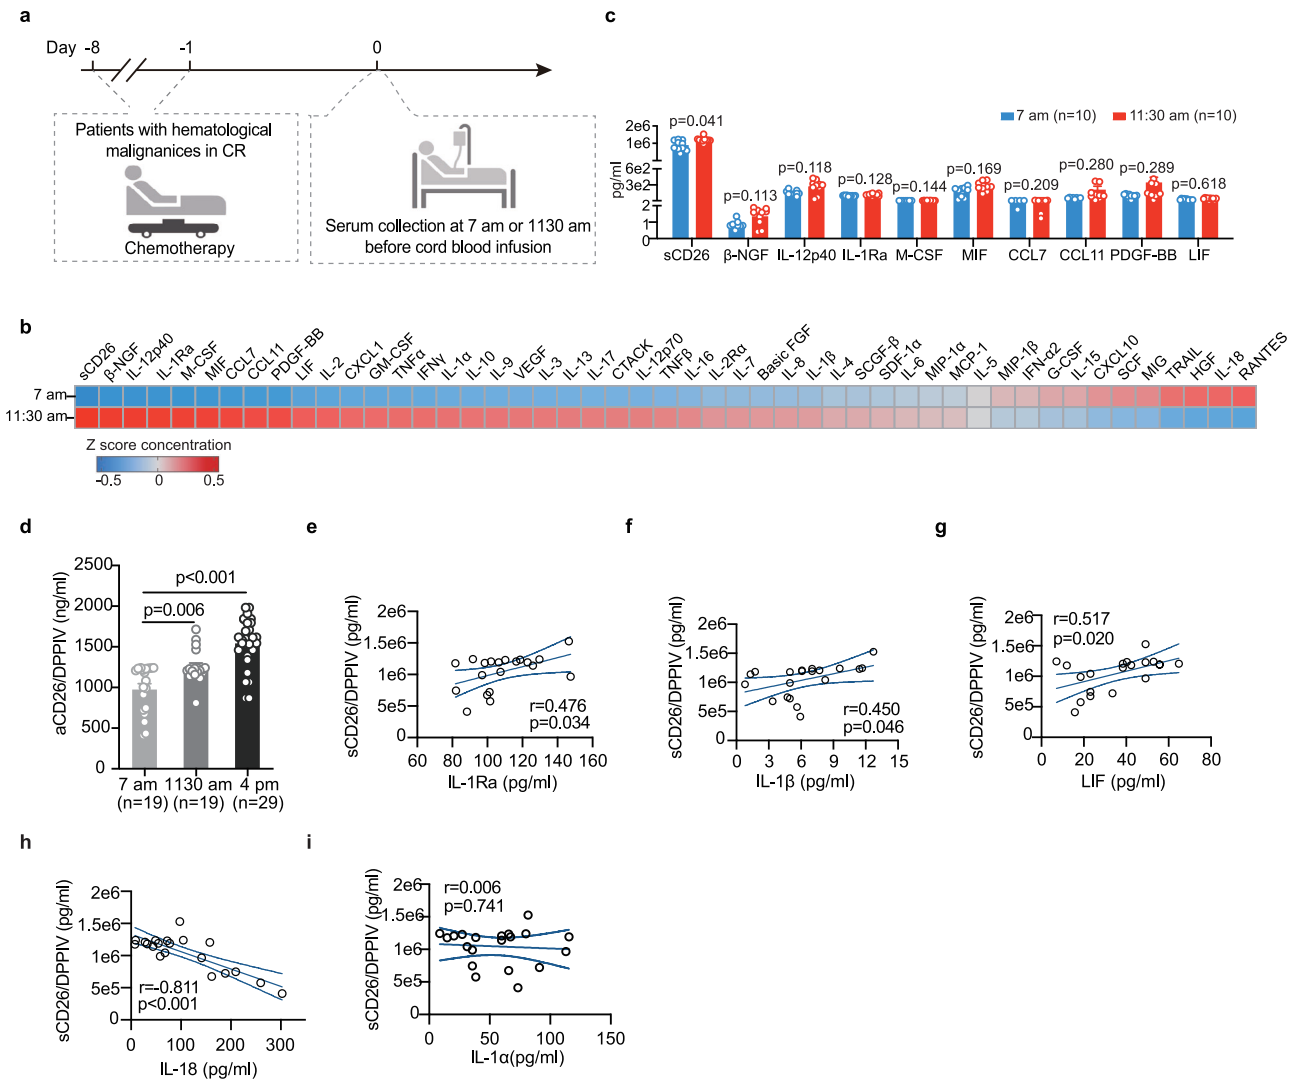 a
Day -8 -1 0
Patients with hematological
malignanices in CR
Chemotherapy
Serum collection at 7 am or 1130 am
before cord blood infusion
c
7 am (n=10) 11:30 am (n=10)
pg/ml
2e6
1e6
6e2
3e2
2
1
0
p=0.041
p=0.113
p=0.118
p=0.128
p=0.144
p=0.169
p=0.209
p=0.280
p=0.289
p=0.618
sCD26 β-NGF IL-12p40 IL-1Ra M-CSF MIF CCL7 CCL11 PDGF-BB LIF
b
sCD26 β-NGF IL-12p40 IL-1Ra M-CSF MIF CCL7 CCL11 PDGF-BB LIF IL-2 CXCL1 GM-CSF TNFα IFNγ IL-1α IL-10 IL-9 VEGF IL-3 IL-13 IL-17 CTACK IL-12p70 TNFβ IL-16 IL-2Rα IL-7 Basic FGF IL-8 IL-1β IL-4 SCGF-β SDF-1α IL-6 MIP-1α MCP-1 IL-5 MIP-1β IFN-α2 G-CSF IL-15 CXCL10 SCF MIG TRAIL HGF IL-18 RANTES
7 am
11:30 am
Z score concentration
-0.5 0 0.5
d
aCD26/DPPIV (ng/ml)
2500
2000
1500
1000
500
0
p<0.001
p=0.006
7 am 1130 am 4 pm
(n=19) (n=19) (n=29)
e
sCD26/DPPIV (pg/ml)
2e6
1.5e6
1e6
5e5
0
r=0.476
p=0.034
60 80 100 120 140 160
IL-1Ra (pg/ml)
f
sCD26/DPPIV (pg/ml)
2e6
1.5e6
1e6
5e5
0
r=0.450
p=0.046
0 3 6 9 12 15
IL-1β (pg/ml)
g
sCD26/DPPIV (pg/ml)
2e6
1.5e6
1e6
5e5
0
r=0.517
p=0.020
0 20 40 60 80
LIF (pg/ml)
h
sCD26/DPPIV (pg/ml)
2e6
1.5e6
1e6
5e5
0
r=-0.811
p<0.001
0 100 200 300
IL-18 (pg/ml)
i
sCD26/DPPIV (pg/ml)
2e6
1.5e6
1e6
5e5
0
r=0.006
p=0.741
0 50 100 150
IL-1α(pg/ml)